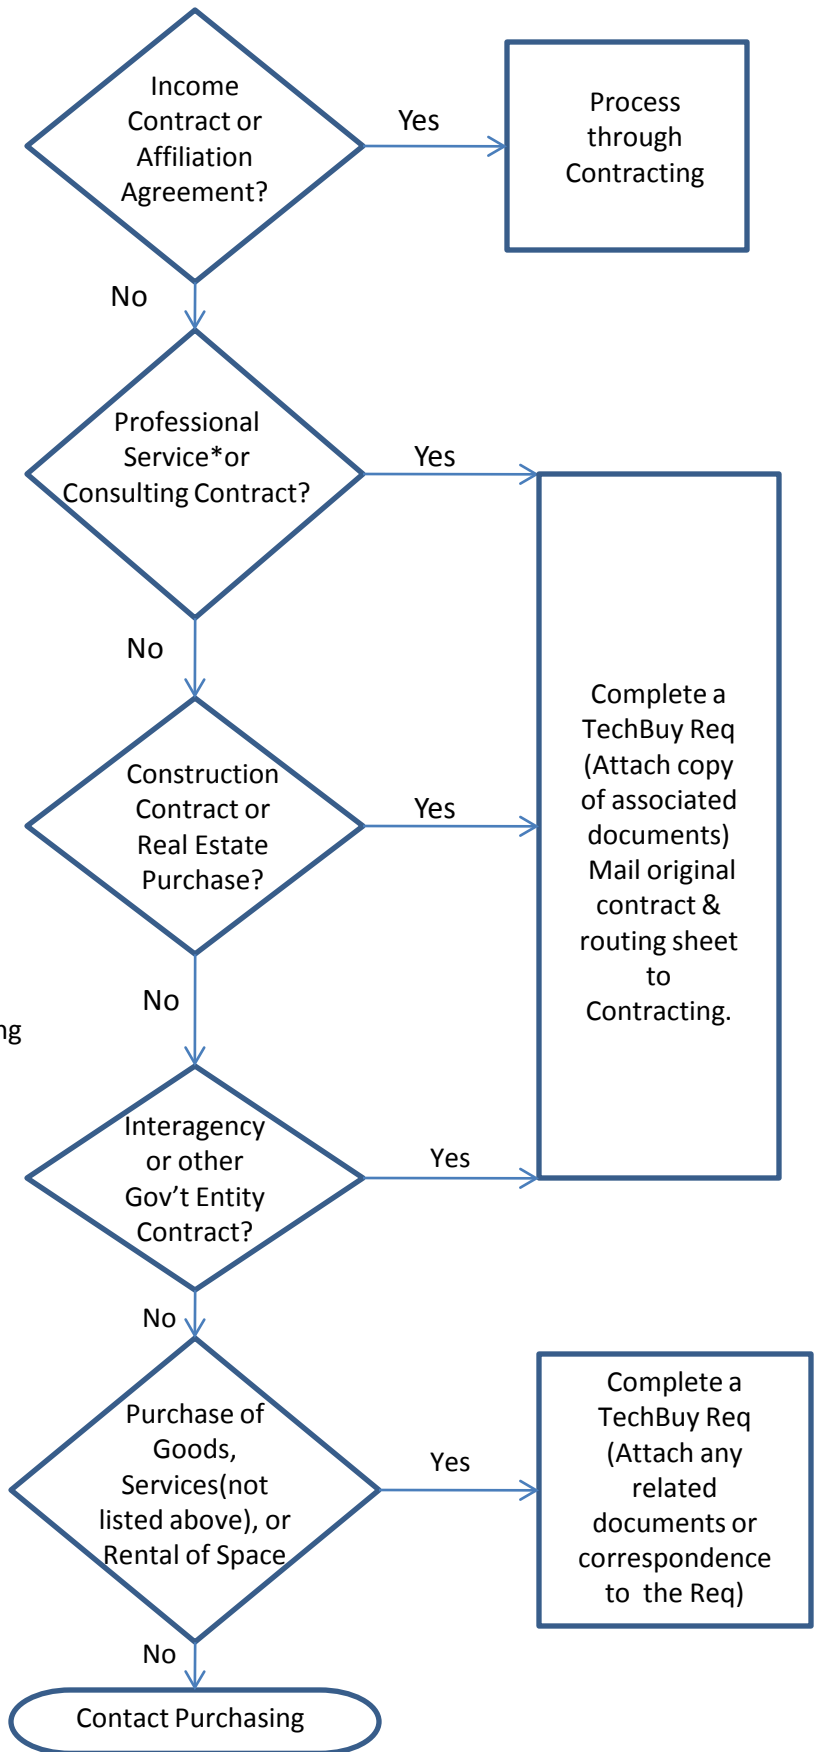 Income
Contract or
Affiliation
Agreement?
Yes
Process
through
Contracting
No
Professional
Service*or
Consulting Contract?
Yes
No
Construction
Contract or
Real Estate
Purchase?
Yes
Complete a
TechBuy Req
(Attach copy
of associated
documents)
Mail original
contract &
routing sheet
to
Contracting.
No
ng
Interagency
or other
Gov't Entity
Contract?
Yes
No
Purchase of
Goods,
Services(not
listed above), or
Rental of Space
Yes
Complete a
TechBuy Req
(Attach any
related
documents or
correspondence
to the Req)
No
Contact Purchasing